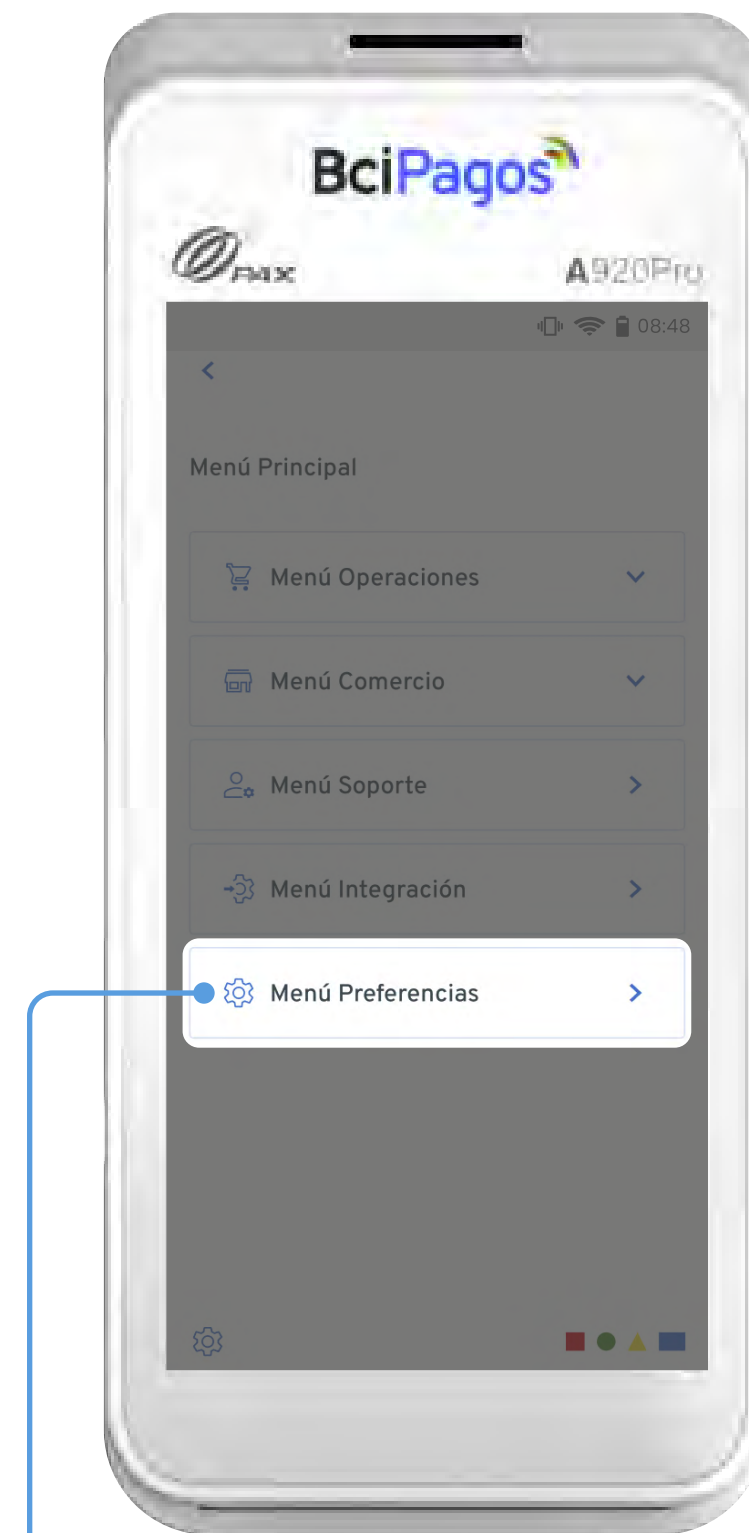 BciPagos
PAX
A920Pro
08:48
Menú Principal
Menú Operaciones
Menú Comercio
Menú Soporte
Menú Integración
Menú Preferencias